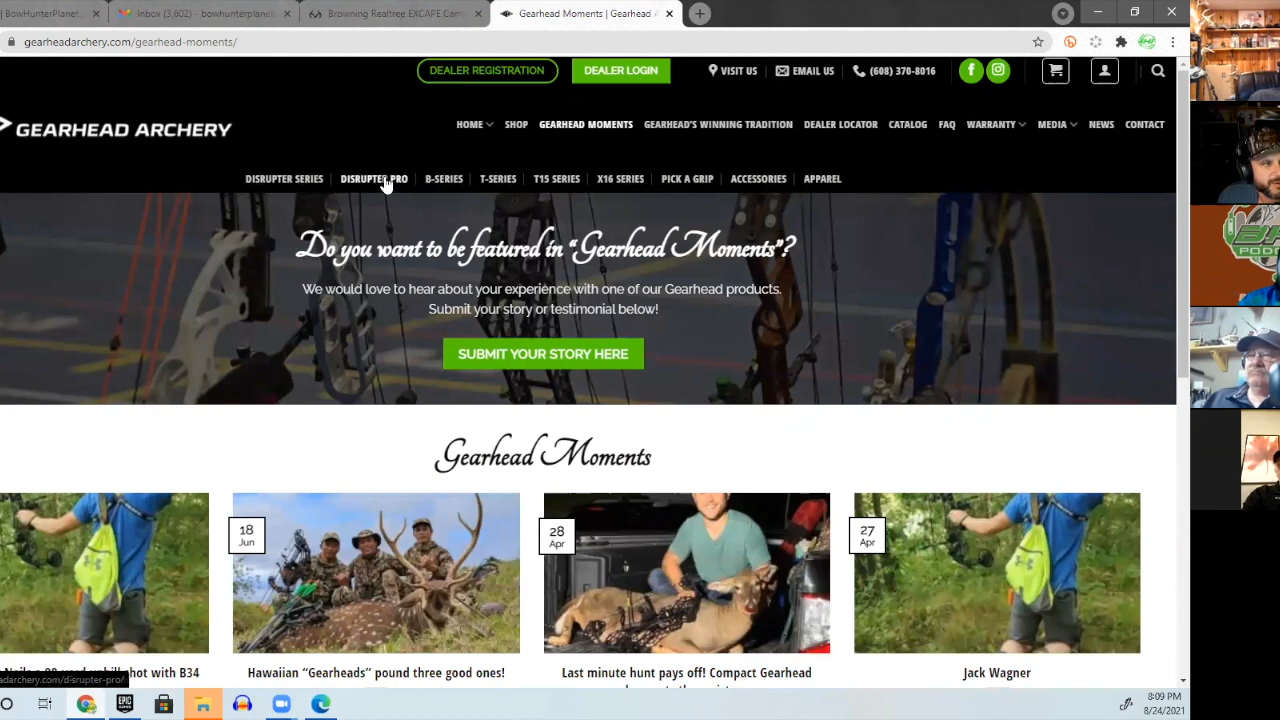 BowHunterPlanet
Inbox (3,602) - bowhunterplanet
Browning Realtree EXCAPE Cam
Gearhead Moments | Gearhead A
gearheadarchery.com/gearhead-moments/
DEALER REGISTRATION
DEALER LOGIN
VISIT US
EMAIL US
(608) 370-8016
GEARHEAD ARCHERY
HOME
SHOP
GEARHEAD MOMENTS
GEARHEAD'S WINNING TRADITION
DEALER LOCATOR
CATALOG
FAQ
WARRANTY
MEDIA
NEWS
CONTACT
DISRUPTER SERIES
DISRUPTER PRO
B-SERIES
T-SERIES
T15 SERIES
X16 SERIES
PICK A GRIP
ACCESSORIES
APPAREL
Do you want to be featured in "Gearhead Moments"?
We would love to hear about your experience with one of our Gearhead products.
Submit your story or testimonial below!
SUBMIT YOUR STORY HERE
Gearhead Moments
18
Jun
28
Apr
27
Apr
hot with B34
Hawaiian "Gearheads" pound three good ones!
Last minute hunt pays off! Compact Gearhead
Jack Wagner
adarchery.com/disrupter-pro/
EPIC
GAMES
8:09 PM
8/24/2021